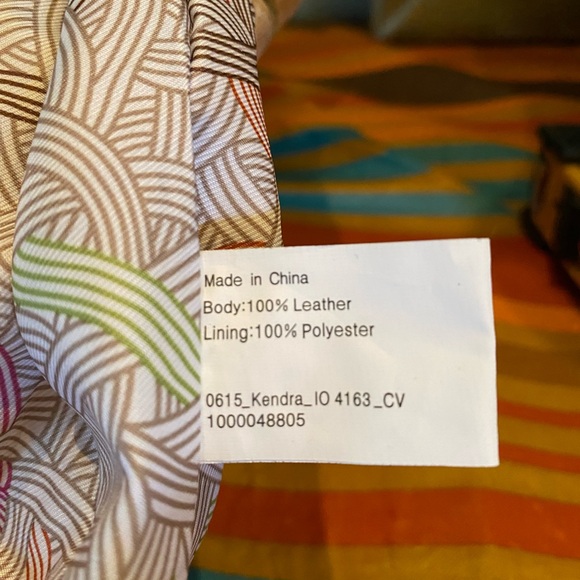 Made in China
Body:100% Leather
Lining:100% Polyester
0615_Kendra_IO 4163_CV
1000048805